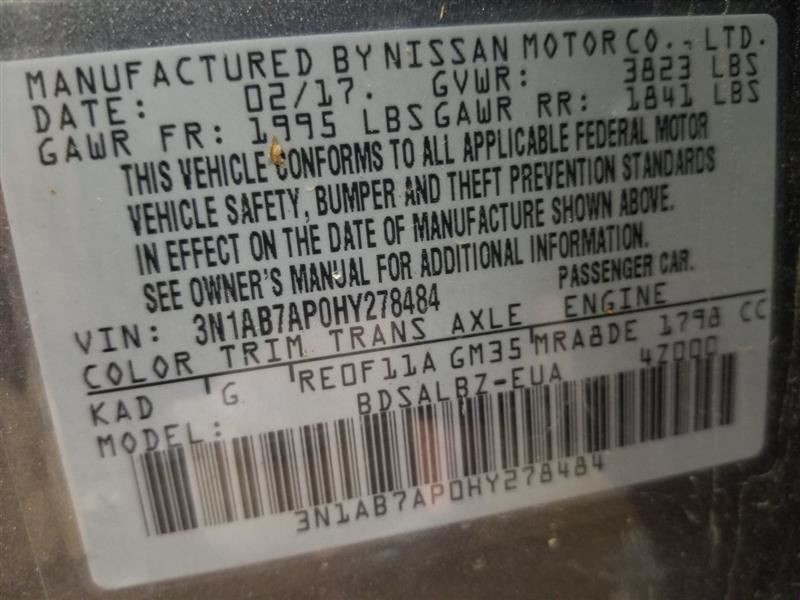 MANUFACTURED BY NISSAN MOTOR CO., LTD.
DATE: 02/17. GVWR: 3823 LBS
GAWR FR: 1995 LBS GAWR RR: 1841 LBS
THIS VEHICLE CONFORMS TO ALL APPLICABLE FEDERAL MOTOR
VEHICLE SAFETY, BUMPER AND THEFT PREVENTION STANDARDS
IN EFFECT ON THE DATE OF MANUFACTURE SHOWN ABOVE.
SEE OWNER'S MANUAL FOR ADDITIONAL INFORMATION.
VIN: 3N1AB7AP0HY278484 PASSENGER CAR.
COLOR TRIM TRANS AXLE ENGINE
KAD G RE0F11A GM35 MRA8DE 1798 CC
MODEL: BDSALBZ-EUA 4Z000
3N1AB7AP0HY278484